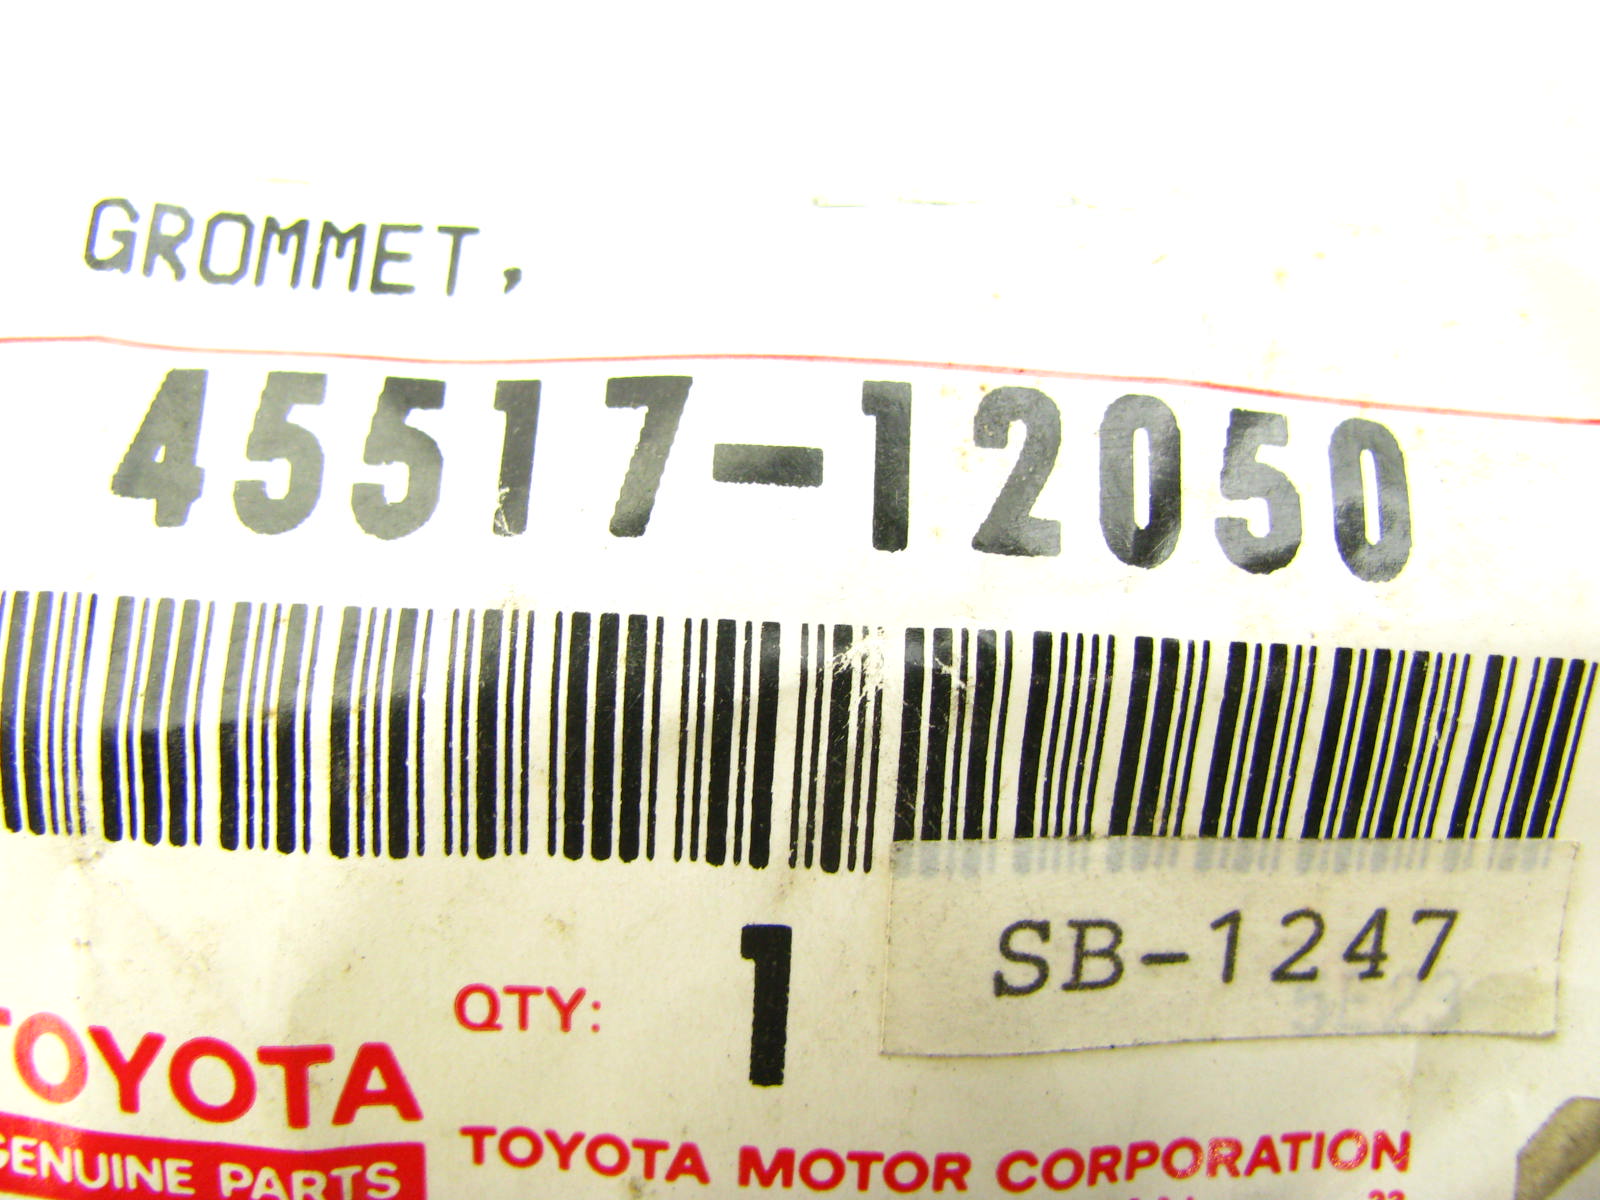 GROMMET,
45517-12050
SB-1247
QTY: 1
TOYOTA
GENUINE PARTS
TOYOTA MOTOR CORPORATION